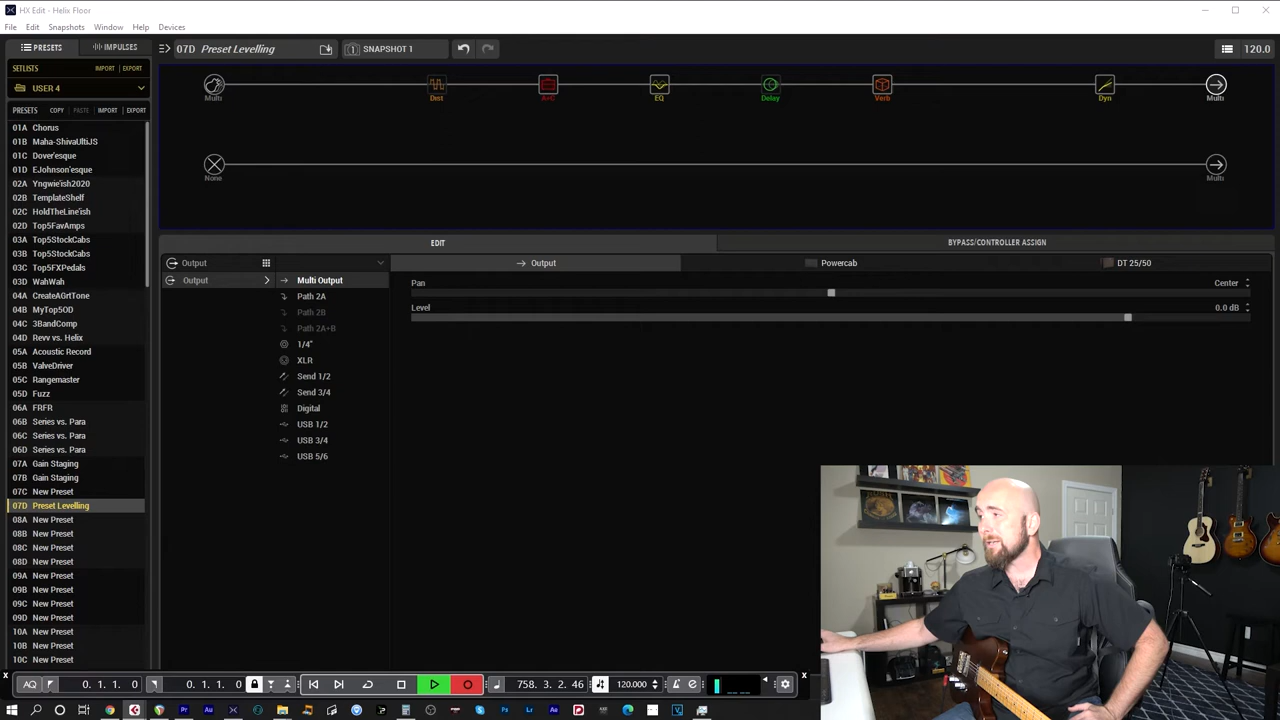 HX Edit - Helix Floor
File Edit Snapshots Window Help Devices
PRESETS IMPULSES
07D Preset Levelling
1 SNAPSHOT 1
120.0
SETLISTS IMPORT EXPORT
USER 4
PRESETS COPY PASTE IMPORT EXPORT
01A Chorus
01B Maha-ShivaUltiJS
01C Dover'esque
01D EJohnson'esque
02A Yngwie'ish2020
02B TemplateShelf
02C HoldTheLine'ish
02D Top5FavAmps
03A Top5StockCabs
03B Top5StockCabs
03C Top5FXPedals
03D WahWah
04A CreateAGrtTone
04B MyTop5OD
04C 3BandComp
04D Revv vs. Helix
05A Acoustic Record
05B ValveDriver
05C Rangemaster
05D Fuzz
06A FRFR
06B Series vs. Para
06C Series vs. Para
06D Series vs. Para
07A Gain Staging
07B Gain Staging
07C New Preset
07D Preset Levelling
08A New Preset
08B New Preset
08C New Preset
08D New Preset
09A New Preset
09B New Preset
09C New Preset
09D New Preset
10A New Preset
10B New Preset
10C New Preset
Multi Dist A+C EQ Delay Verb Dyn Multi
None Multi
EDIT BYPASS/CONTROLLER ASSIGN
Output
Output
Multi Output
Path 2A
Path 2B
Path 2A+B
1/4"
XLR
Send 1/2
Send 3/4
Digital
USB 1/2
USB 3/4
USB 5/6
Output Powercab DT 25/50
Pan Center
Level 0.0 dB
AQ 0. 1. 1. 0 0. 1. 1. 0 758. 3. 2. 46 120.000